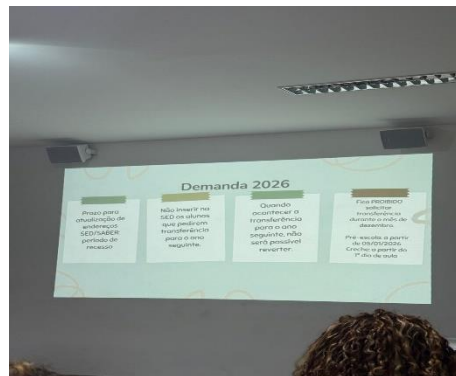 Demanda 2026
Prazo para
atualização de
endereços
SED/SABER
período de
recesso
Não inserir na
SED os alunos
que pediram
transferência
para o ano
seguinte.
Quando
acontecer a
transferência
para o ano
seguinte, não
será possível
reverter.
Fica PROIBIDO
solicitar
transferência
durante o mês de
dezembro.
Pré-escola a partir
de 05/01/2026
Creche a partir do
1º dia de aula